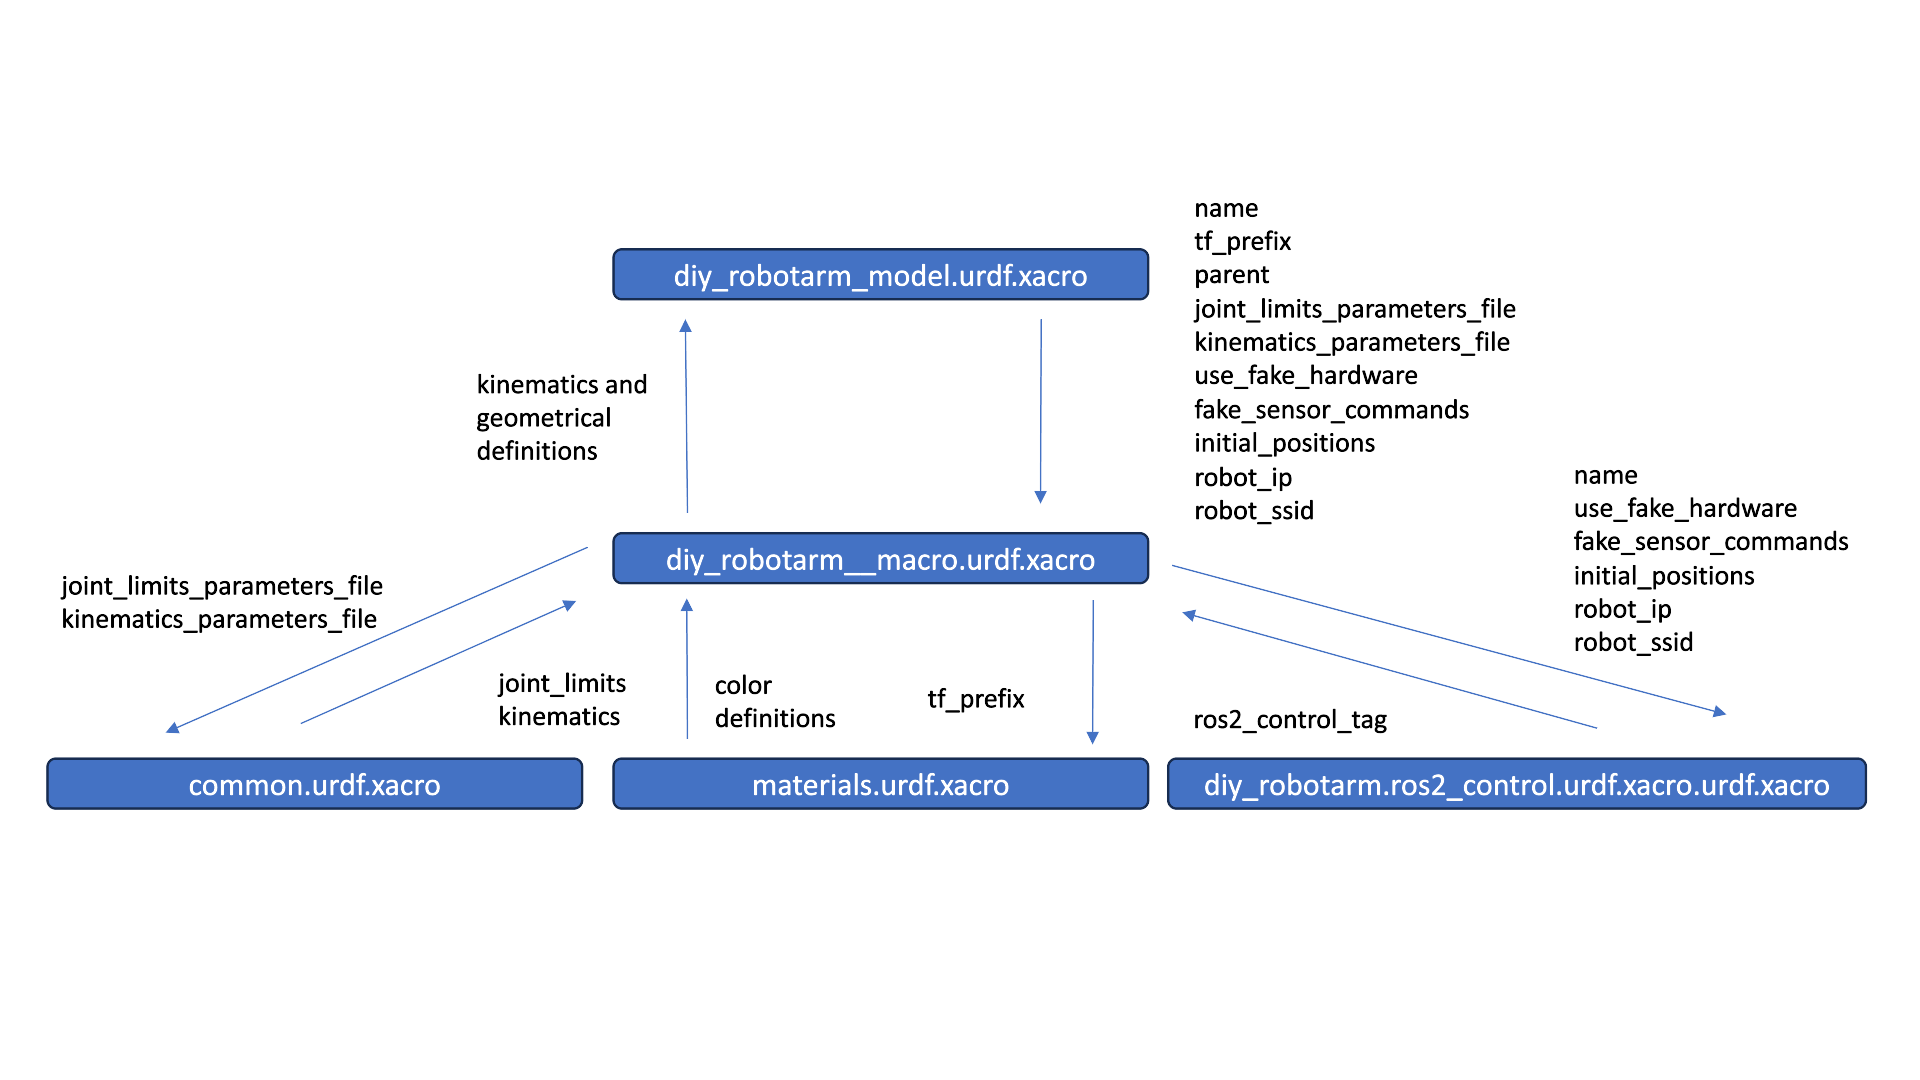 name
tf_prefix
parent
joint_limits_parameters_file
kinematics_parameters_file
use_fake_hardware
fake_sensor_commands
initial_positions
robot_ip
robot_ssid
diy_robotarm_model.urdf.xacro
kinematics and
geometrical
definitions
name
use_fake_hardware
fake_sensor_commands
initial_positions
robot_ip
robot_ssid
diy_robotarm__macro.urdf.xacro
joint_limits_parameters_file
kinematics_parameters_file
joint_limits
kinematics
color
definitions
tf_prefix
ros2_control_tag
common.urdf.xacro
materials.urdf.xacro
diy_robotarm.ros2_control.urdf.xacro.urdf.xacro